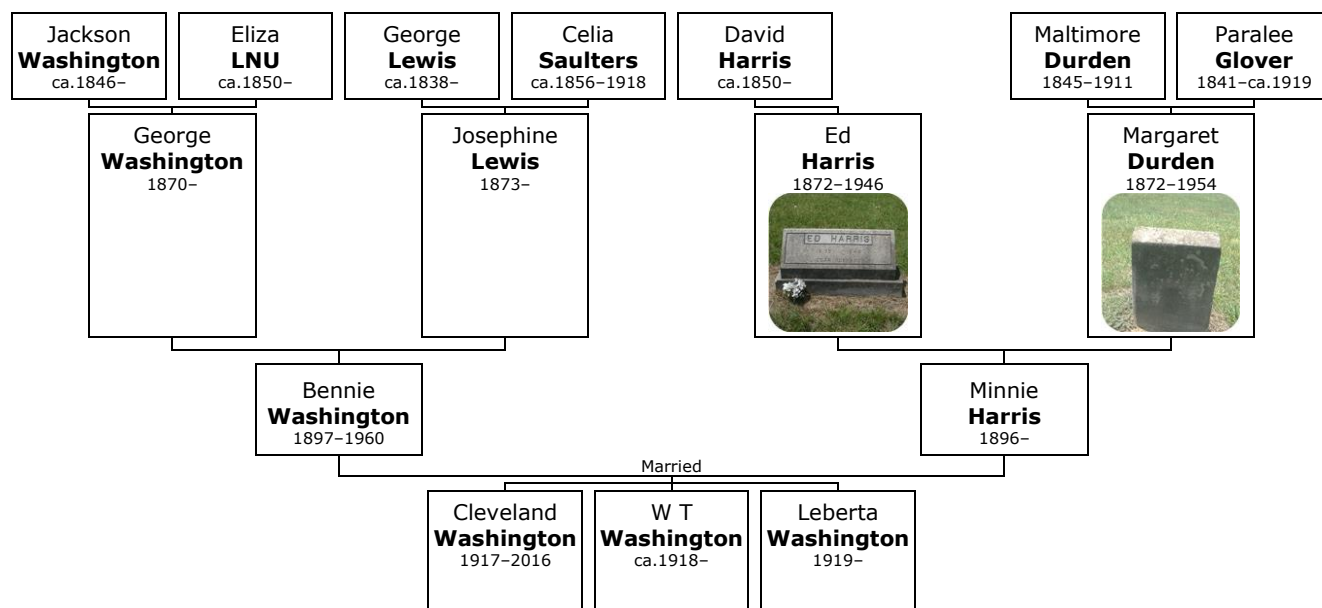 Jackson
Washington
ca.1846–
Eliza
LNU
ca.1850–
George
Lewis
ca.1838–
Celia
Saulters
ca.1856–1918
David
Harris
ca.1850–
Maltimore
Durden
1845–1911
Paralee
Glover
1841–ca.1919
George
Washington
1870–
Josephine
Lewis
1873–
Ed
Harris
1872–1946
ED HARRIS
Margaret
Durden
1872–1954
Bennie
Washington
1897–1960
Minnie
Harris
1896–
Married
Cleveland
Washington
1917–2016
W T
Washington
ca.1918–
Leberta
Washington
1919–